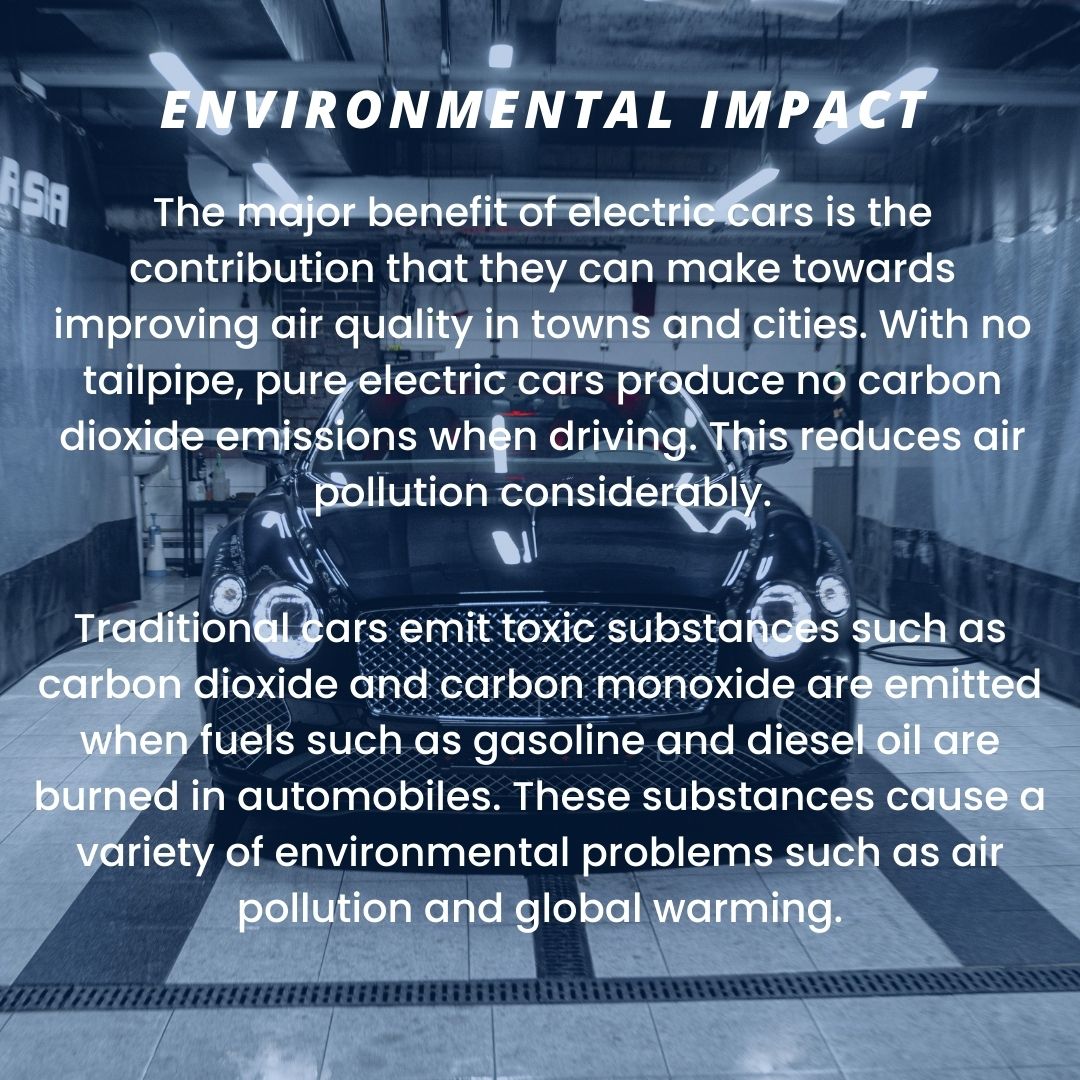 ENVIRONMENTAL IMPACT
RSA
The major benefit of electric cars is the
contribution that they can make towards
improving air quality in towns and cities. With no
tailpipe, pure electric cars produce no carbon
dioxide emissions when driving. This reduces air
pollution considerably.
Traditional cars emit toxic substances such as
carbon dioxide and carbon monoxide are emitted
when fuels such as gasoline and diesel oil are
burned in automobiles. These substances cause a
variety of environmental problems such as air
pollution and global warming.